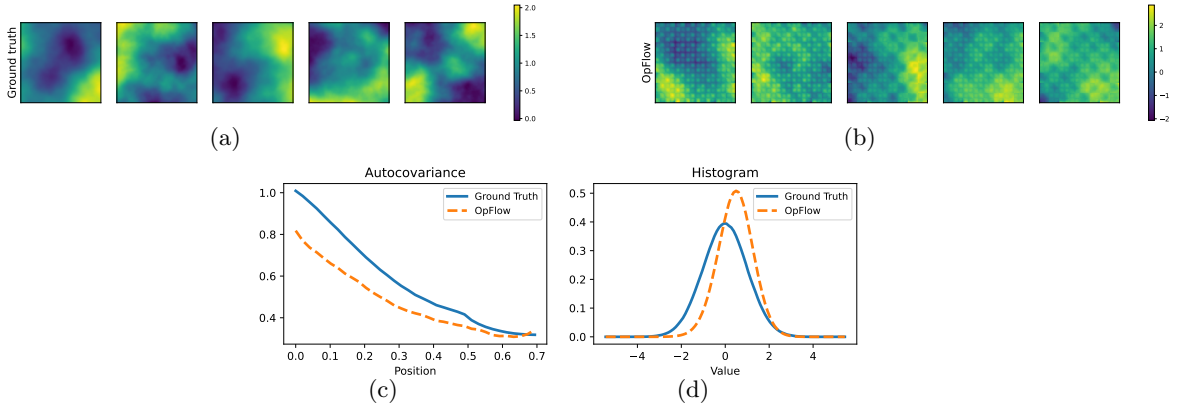 Ground truth
2.0
1.5
1.0
0.5
0.0
(a)
OpFlow
2
1
0
−1
−2
(b)
Autocovariance
1.0
0.8
0.6
0.4
Ground Truth
OpFlow
0.0 0.1 0.2 0.3 0.4 0.5 0.6 0.7
Position
(c)
Histogram
0.5
0.4
0.3
0.2
0.1
0.0
Ground Truth
OpFlow
−4 −2 0 2 4
Value
(d)